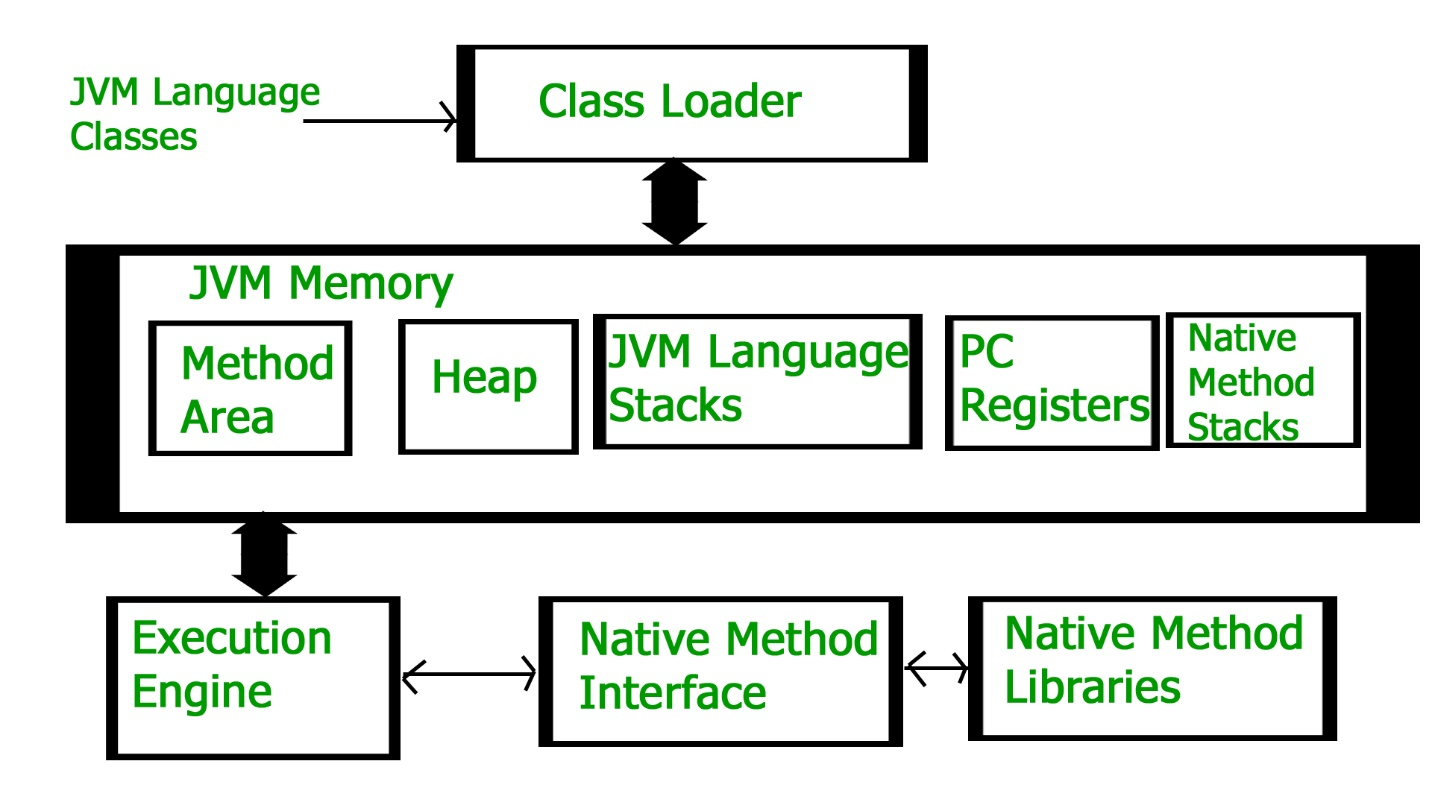 JVM Language
Classes
Class Loader
JVM Memory
Method
Area
Heap
JVM Language
Stacks
PC
Registers
Native
Method
Stacks
Execution
Engine
Native Method
Interface
Native Method
Libraries